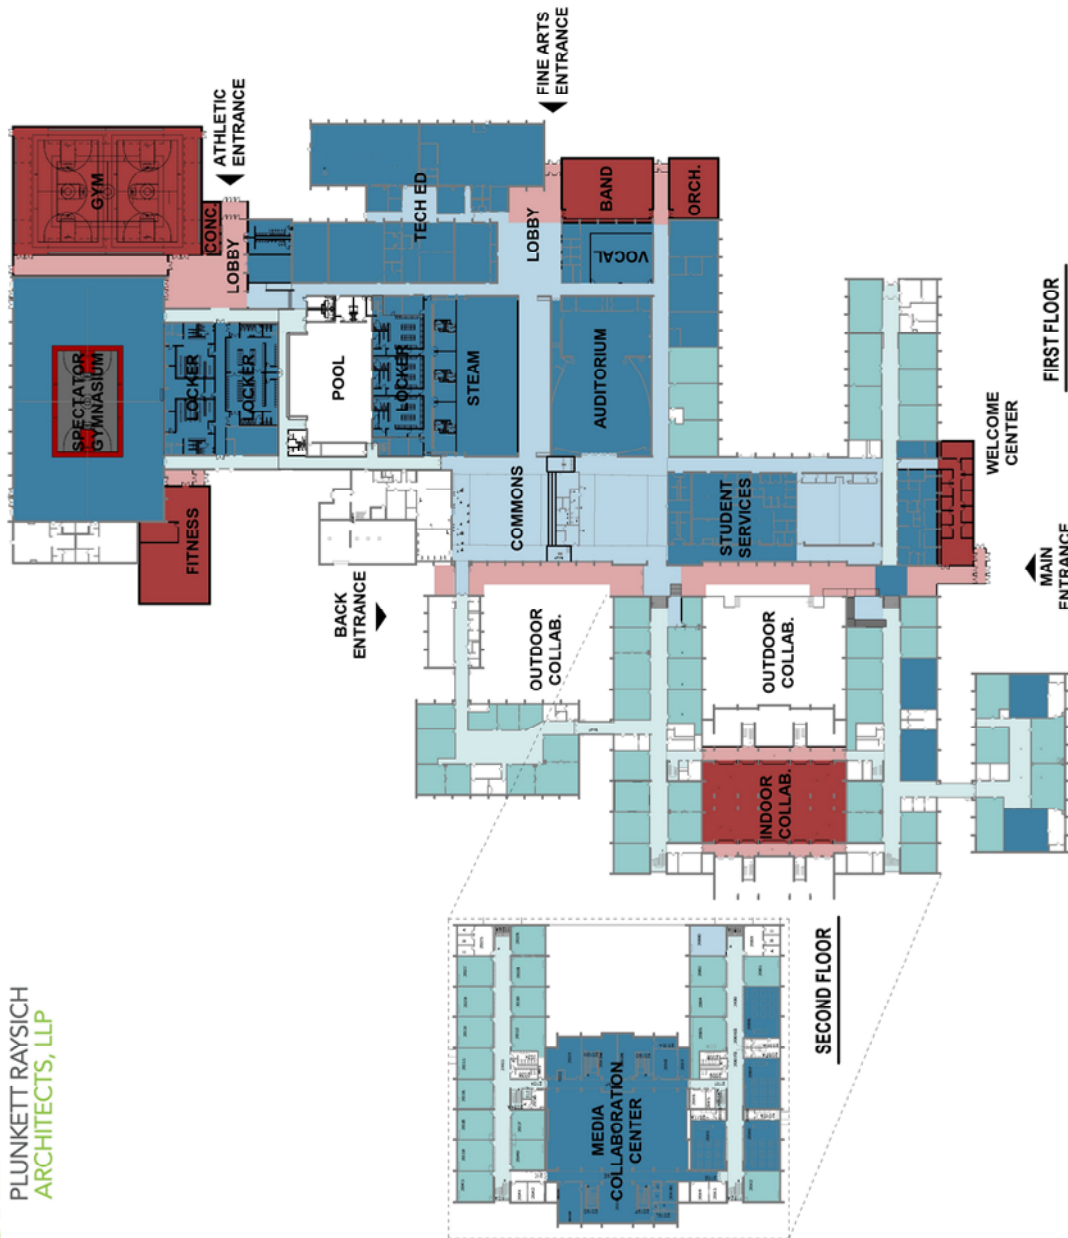 PLUNKETT RAYSICH
ARCHITECTS, LLP
GYM
ATHLETIC
ENTRANCE
CONC.
LOBBY
SPECTATOR
GYMNASIUM
LOCKER
LOCKER
FITNESS
POOL
LOCKER
STEAM
TECH ED
FINE ARTS
ENTRANCE
LOBBY
BAND
ORCH.
VOCAL
AUDITORIUM
COMMONS
BACK
ENTRANCE
STUDENT
SERVICES
OUTDOOR
COLLAB.
OUTDOOR
COLLAB.
INDOOR
COLLAB.
WELCOME
CENTER
MAIN
ENTRANCE
FIRST FLOOR
MEDIA
COLLABORATION
CENTER
SECOND FLOOR